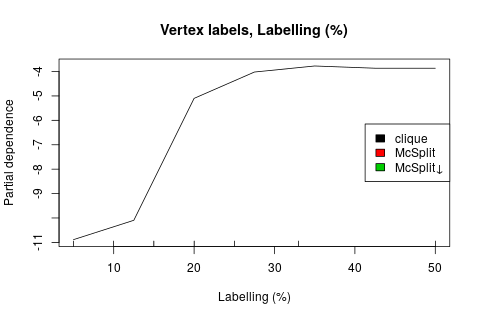 Vertex labels, Labelling (%)
Partial dependence
-4
-5
-6
-7
-8
-9
-11
clique
McSplit
McSplit↓
10 20 30 40 50
Labelling (%)